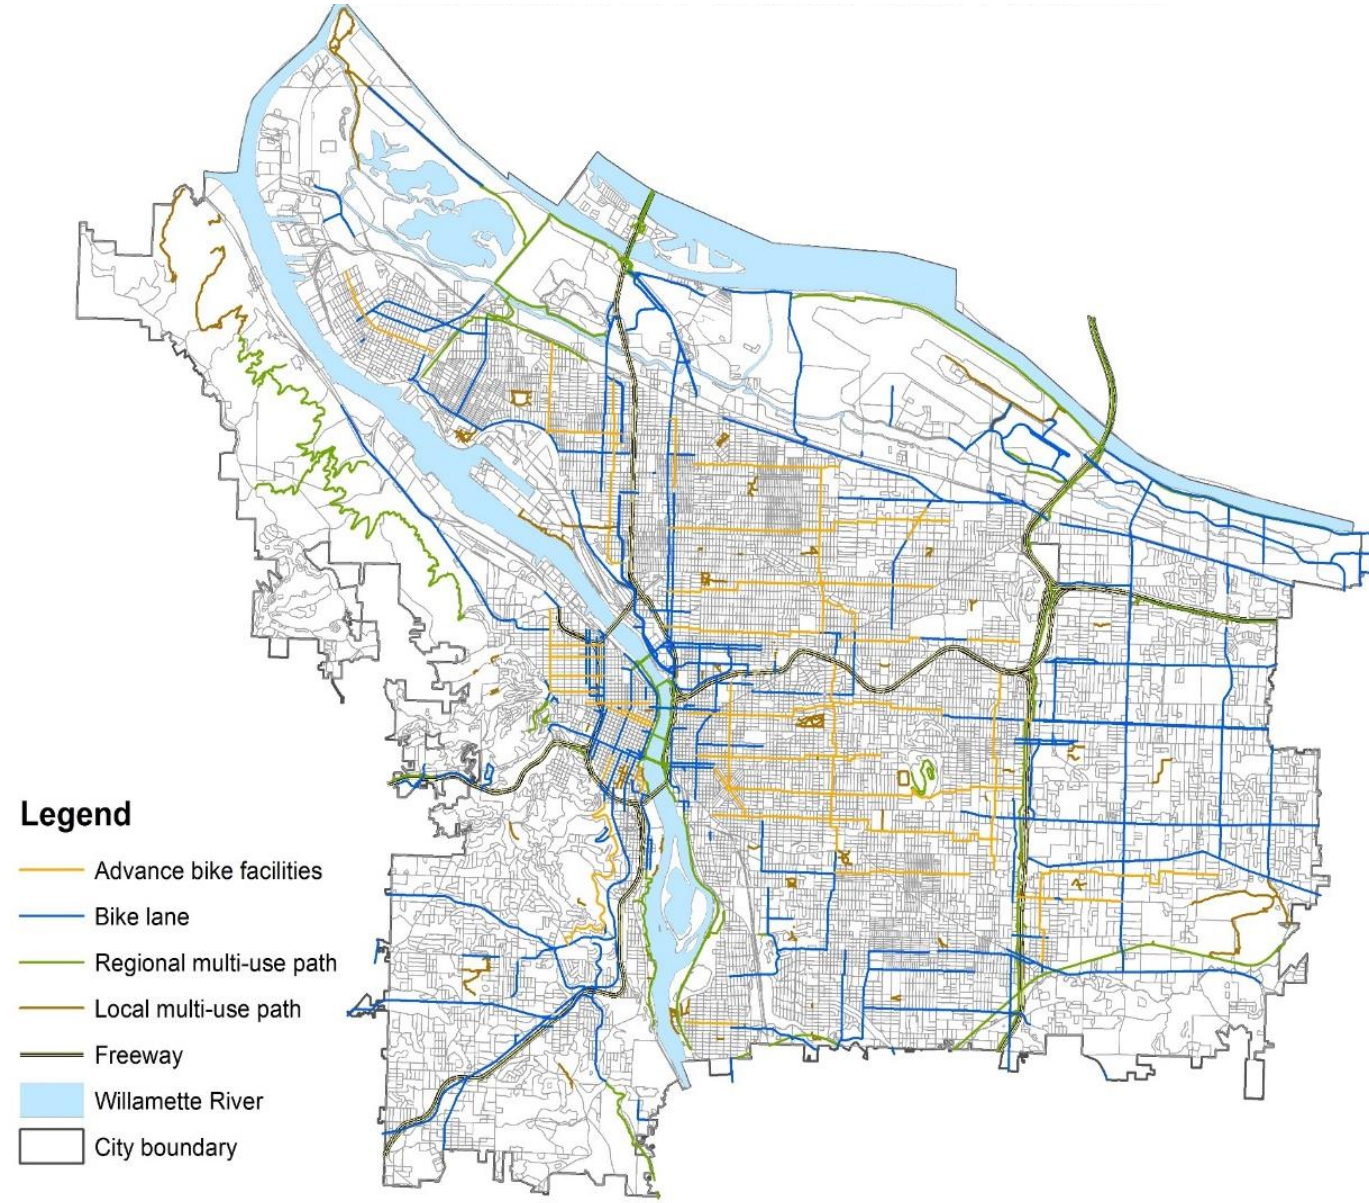 Legend
Advance bike facilities
Bike lane
Regional multi-use path
Local multi-use path
Freeway
Willamette River
City boundary